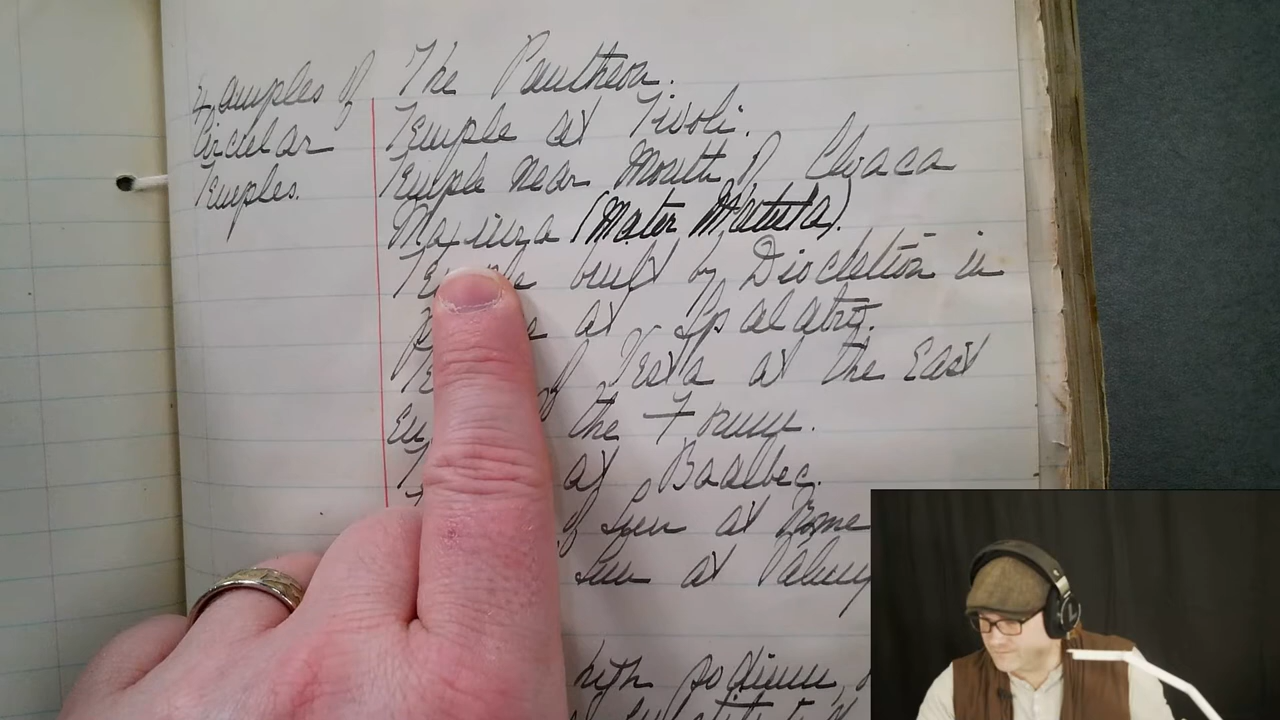 Examples of
Circular
Temples.
The Pantheon.
Temple at Tivoli.
Temple near Mouth of Cloaca
Maxima (Mater Matuta).
Temple built by Diocletion in
at Spalatro.
of Vesta at the East
of the Forum.
at Baalbec.
of Sun at Rome
Sun at Palmy
high podium,